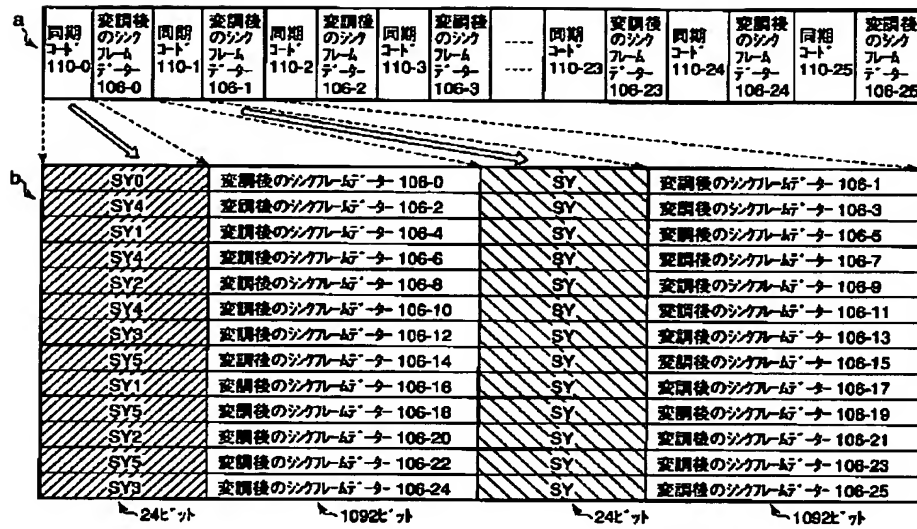 a
同期コード 110-0
変調後のシンクフレームデーター 106-0
同期コード 110-1
変調後のシンクフレームデーター 106-1
同期コード 110-2
変調後のシンクフレームデーター 106-2
同期コード 110-3
変調後のシンクフレームデーター 106-3
同期コード 110-23
変調後のシンクフレームデーター 106-23
同期コード 110-24
変調後のシンクフレームデーター 106-24
同期コード 110-25
変調後のシンクフレームデーター 106-25
b
SY0 変調後のシンクフレームデーター 106-0 SY 変調後のシンクフレームデーター 106-1
SY4 変調後のシンクフレームデーター 106-2 SY 変調後のシンクフレームデーター 106-3
SY1 変調後のシンクフレームデーター 106-4 SY 変調後のシンクフレームデーター 106-5
SY4 変調後のシンクフレームデーター 106-6 SY 変調後のシンクフレームデーター 106-7
SY2 変調後のシンクフレームデーター 106-8 SY 変調後のシンクフレームデーター 106-9
SY4 変調後のシンクフレームデーター 106-10 SY 変調後のシンクフレームデーター 106-11
SY3 変調後のシンクフレームデーター 106-12 SY 変調後のシンクフレームデーター 106-13
SY5 変調後のシンクフレームデーター 106-14 SY 変調後のシンクフレームデーター 106-15
SY1 変調後のシンクフレームデーター 106-16 SY 変調後のシンクフレームデーター 106-17
SY5 変調後のシンクフレームデーター 106-18 SY 変調後のシンクフレームデーター 106-19
SY2 変調後のシンクフレームデーター 106-20 SY 変調後のシンクフレームデーター 106-21
SY5 変調後のシンクフレームデーター 106-22 SY 変調後のシンクフレームデーター 106-23
SY3 変調後のシンクフレームデーター 106-24 SY 変調後のシンクフレームデーター 106-25
24ビット 1092ビット 24ビット 1092ビット